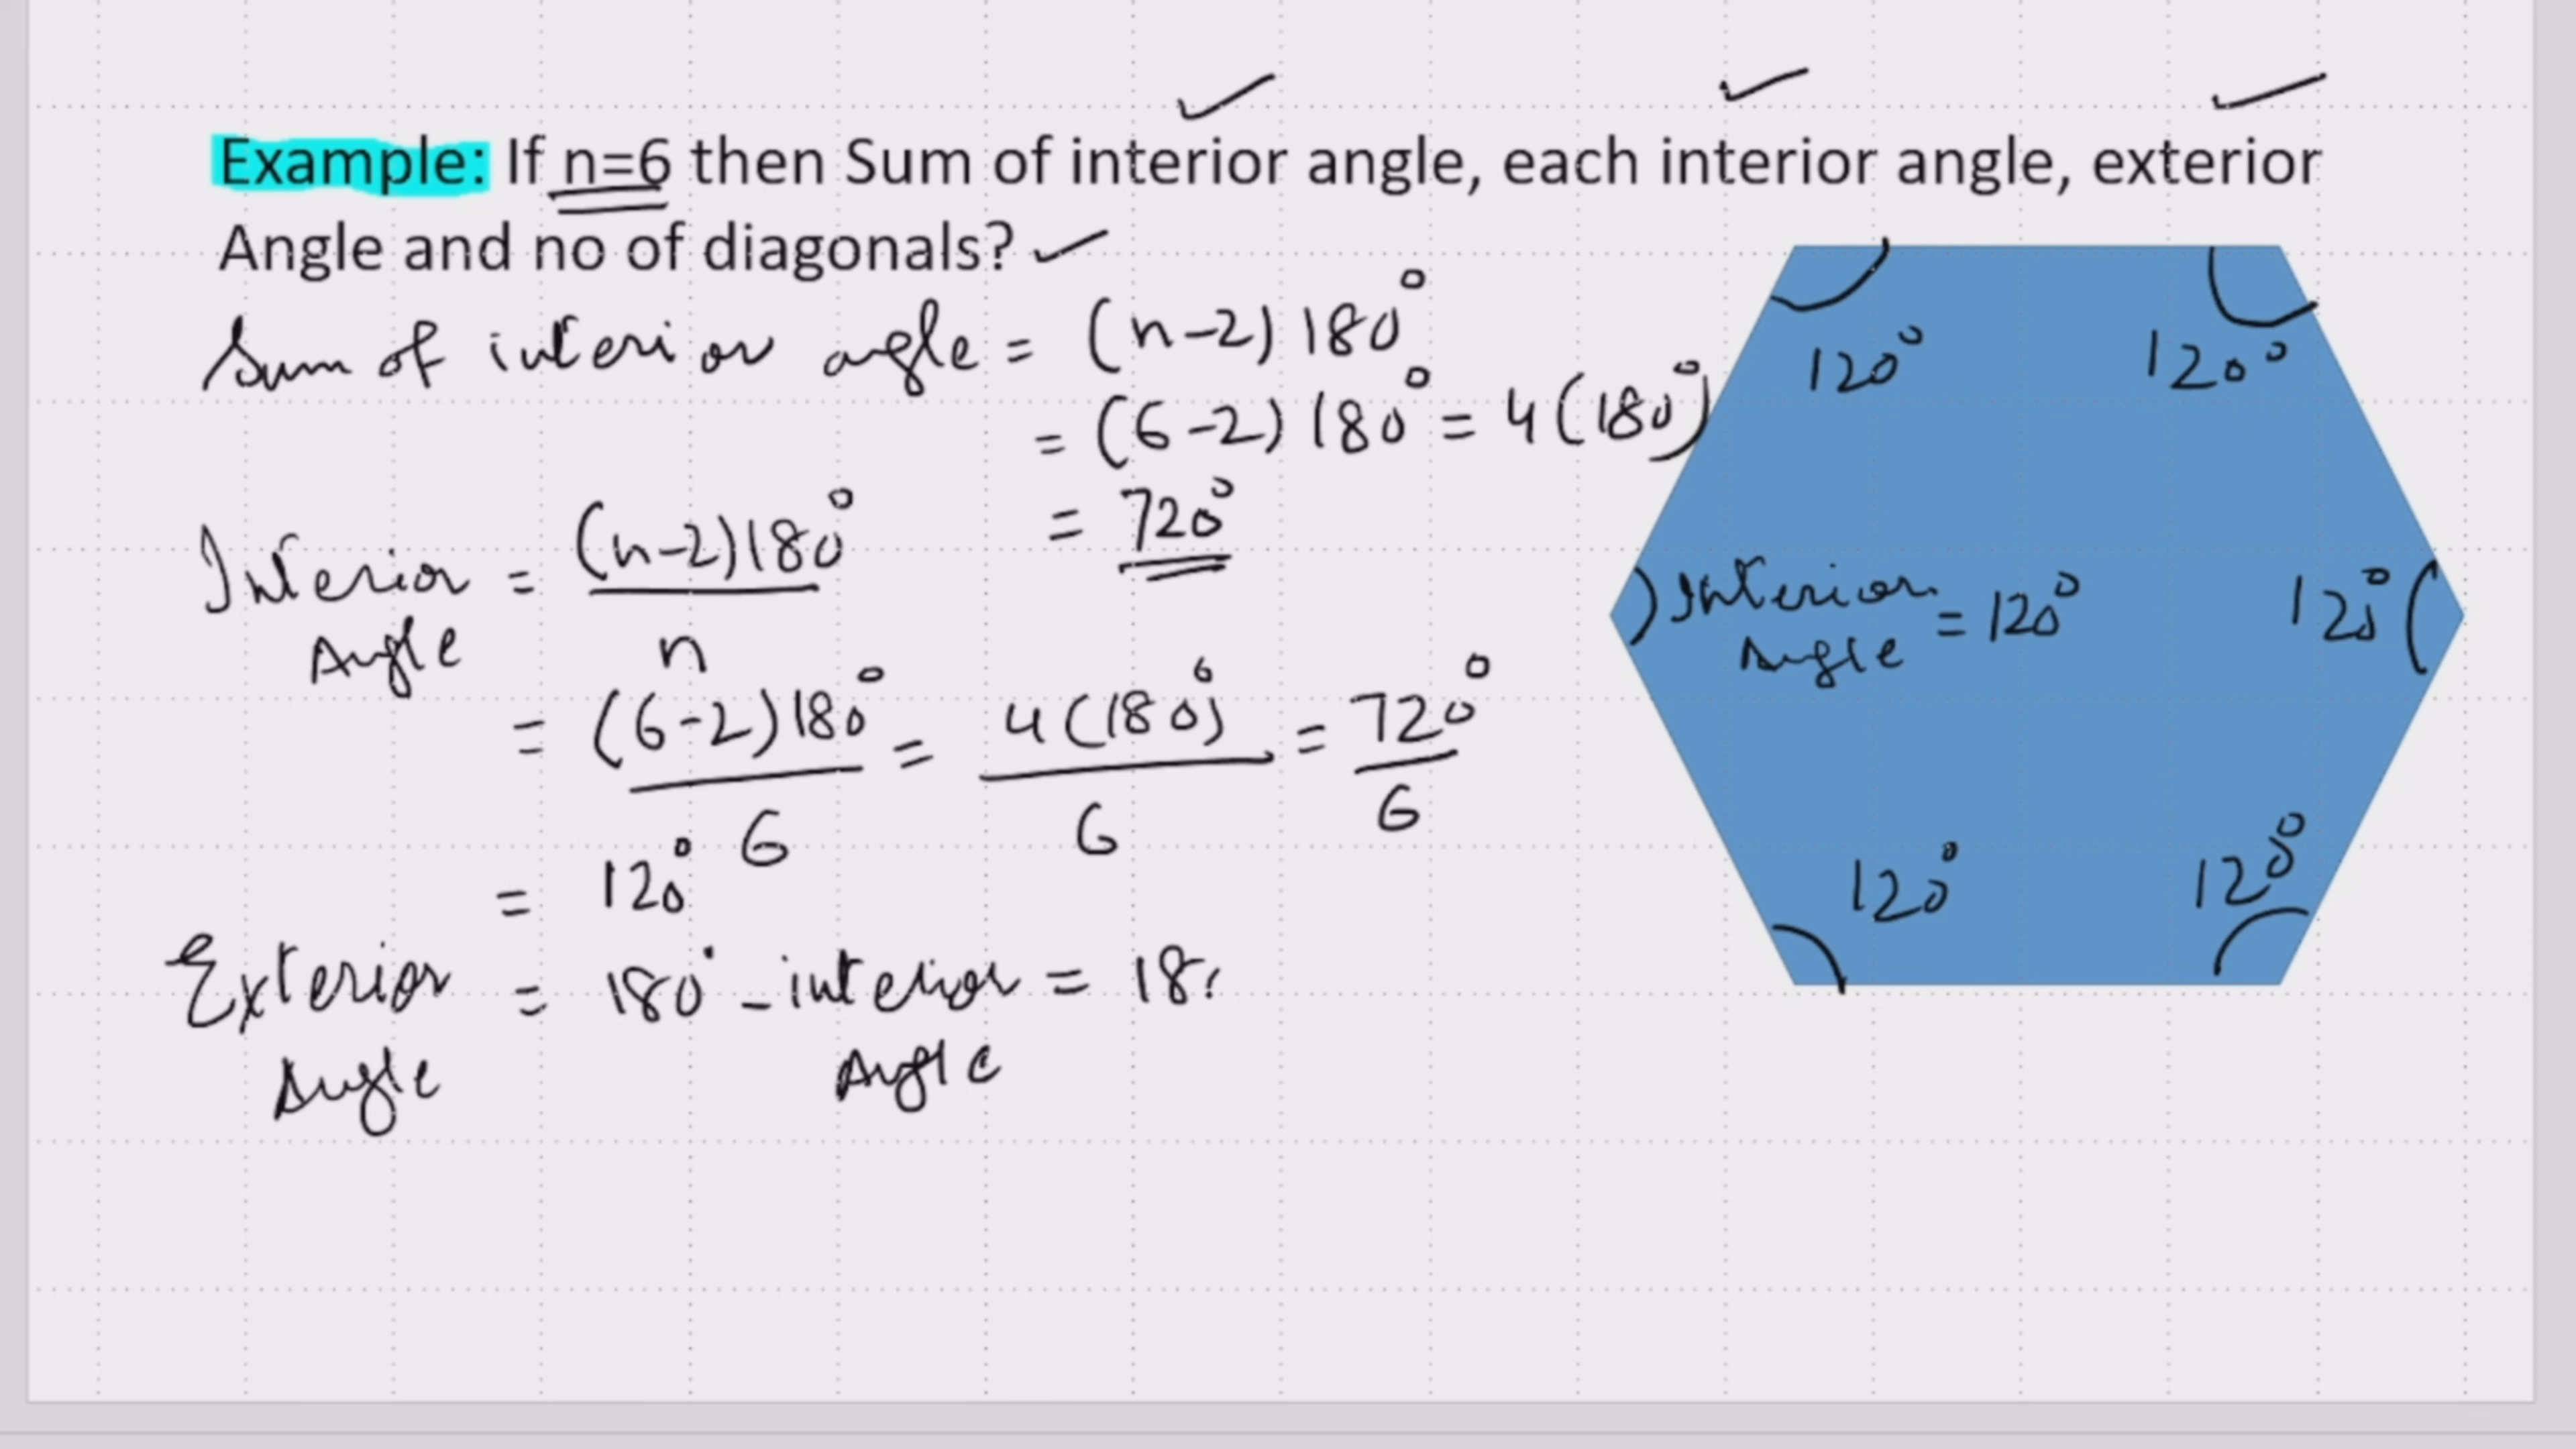 Example: If n=6 then Sum of interior angle, each interior angle, exterior
Angle and no of diagonals?
Sum of interior angle = (n-2) 180°
= (6-2) 180° = 4(180°)
= 720°
Interior Angle = (n-2)180° / n
= (6-2)180° / 6 = 4(180°) / 6 = 720° / 6
= 120°
Exterior Angle = 180° - interior Angle = 18
120°
120°
Interior Angle = 120°
120°
120°
120°